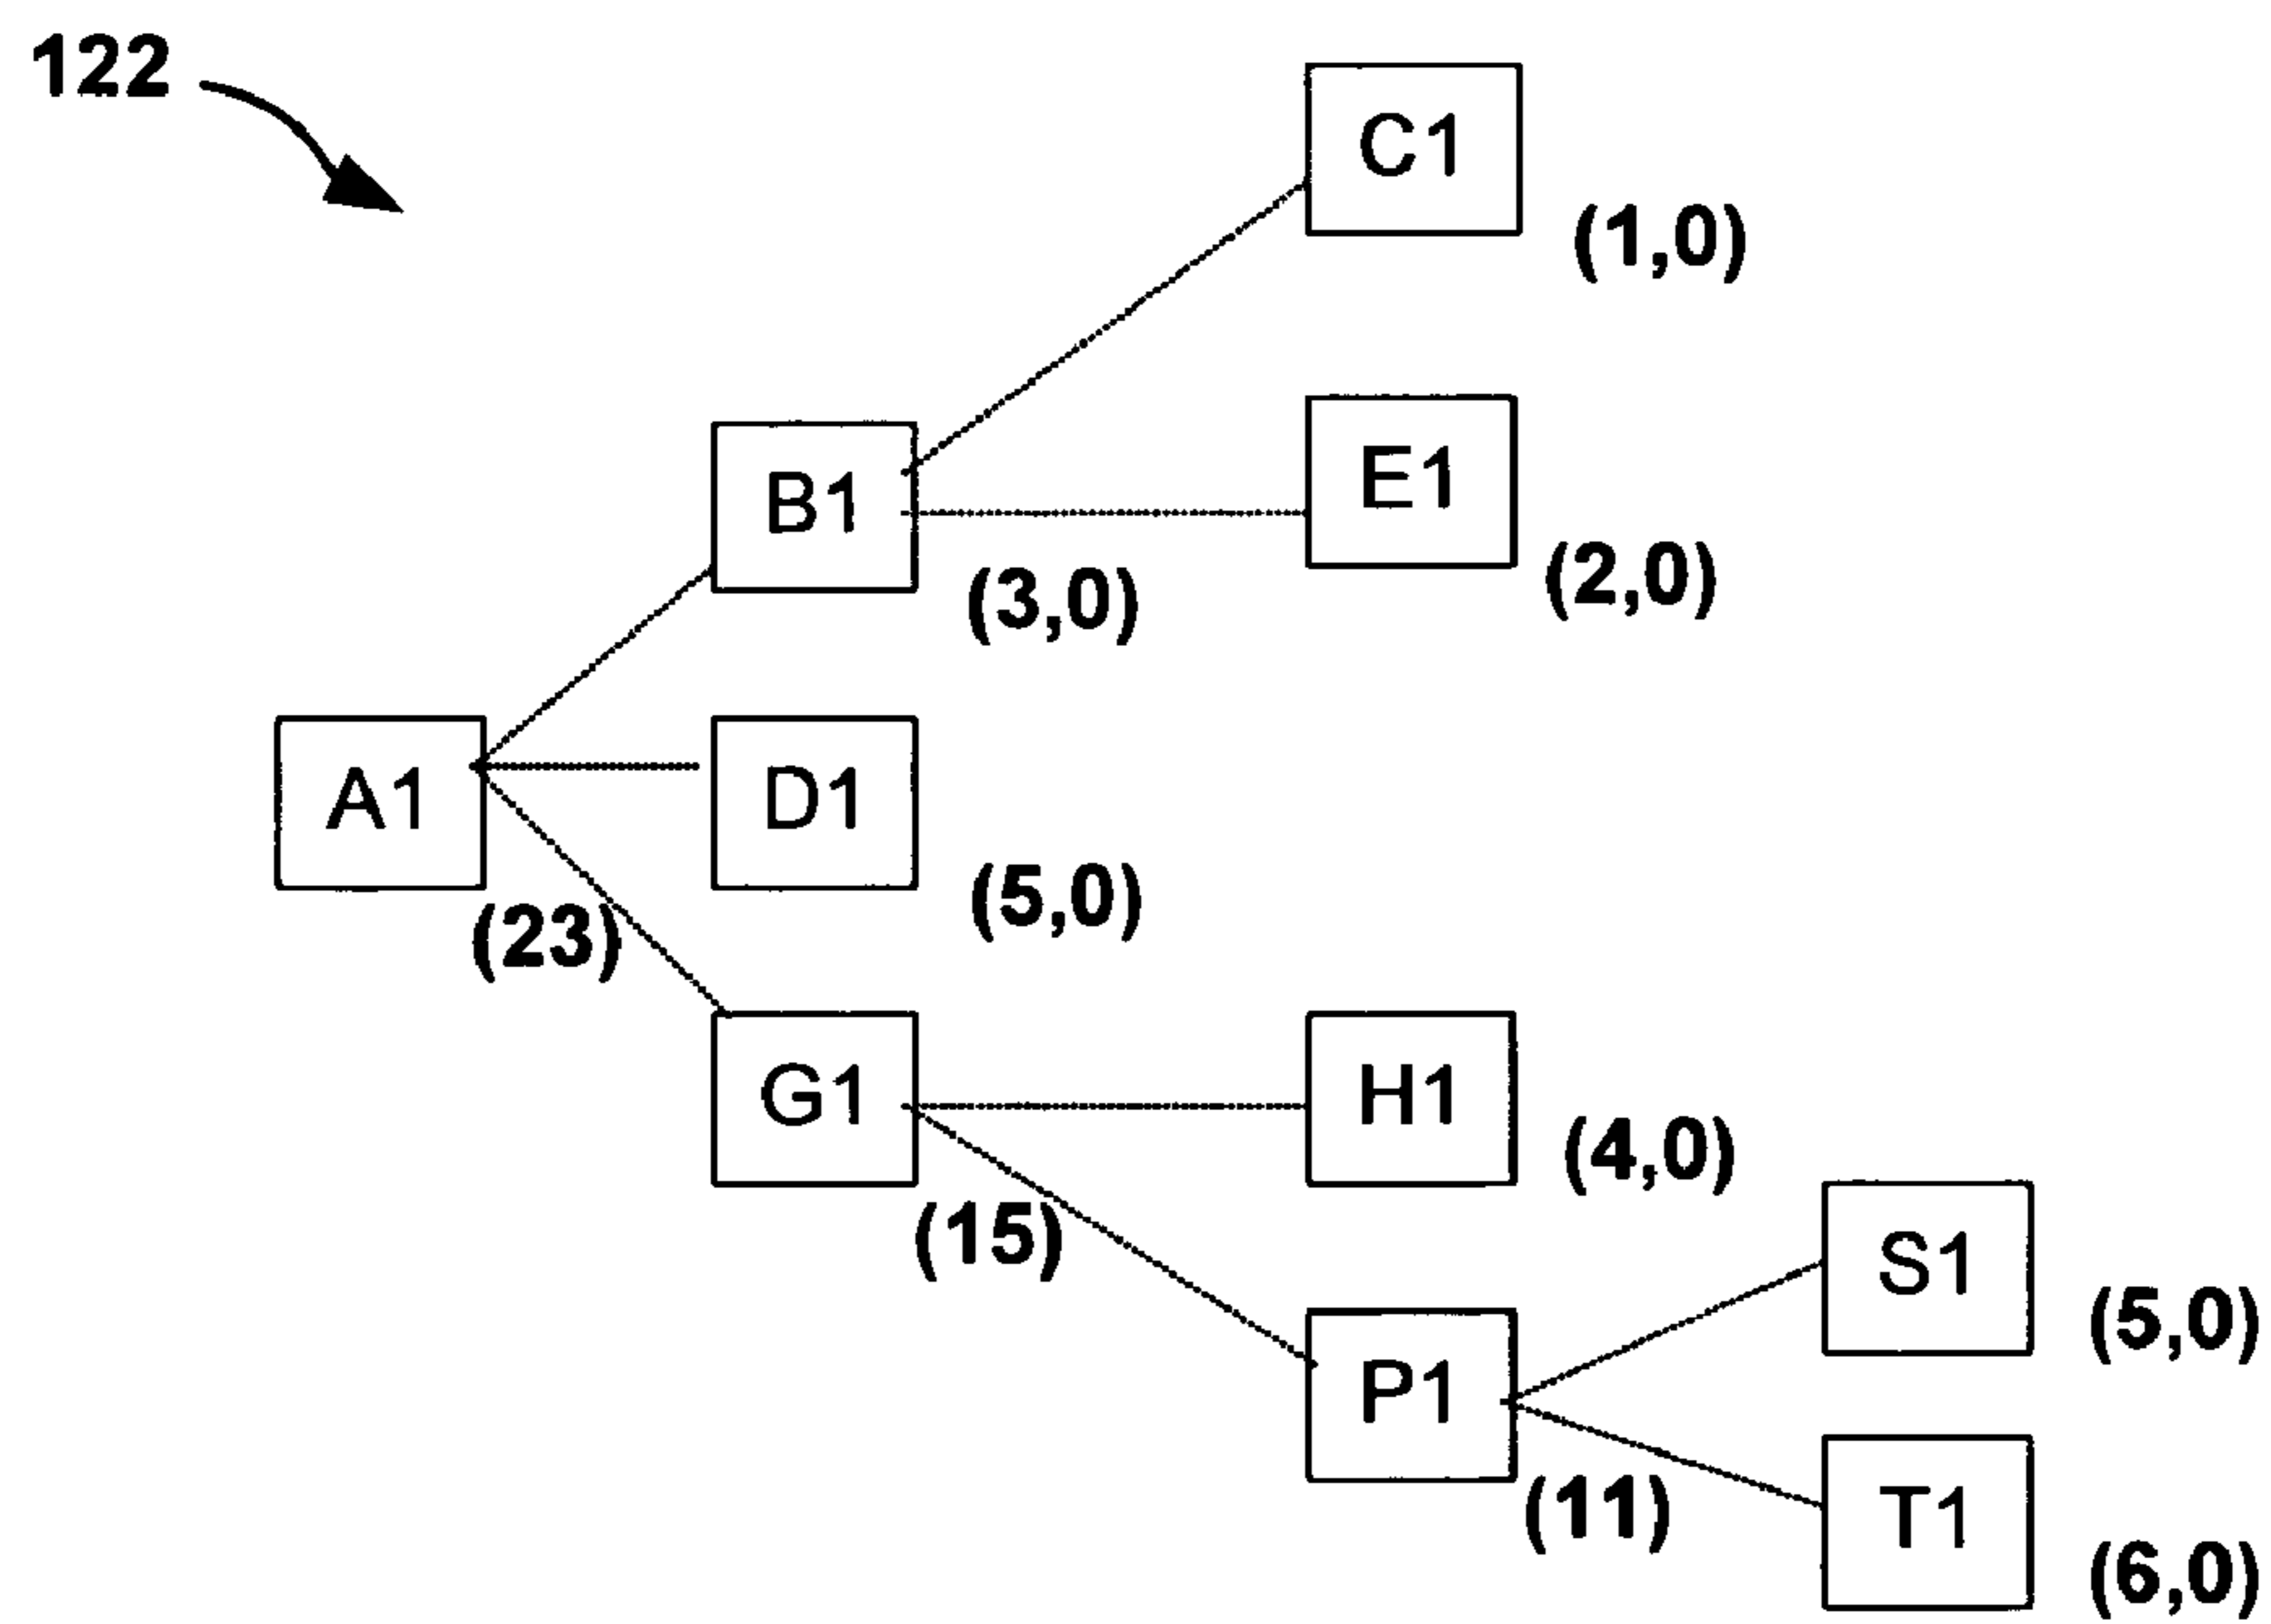 122
C1
(1,0)
E1
(2,0)
B1
(3,0)
A1
(23)
D1
(5,0)
G1
(15)
H1
(4,0)
P1
(11)
S1
(5,0)
T1
(6,0)